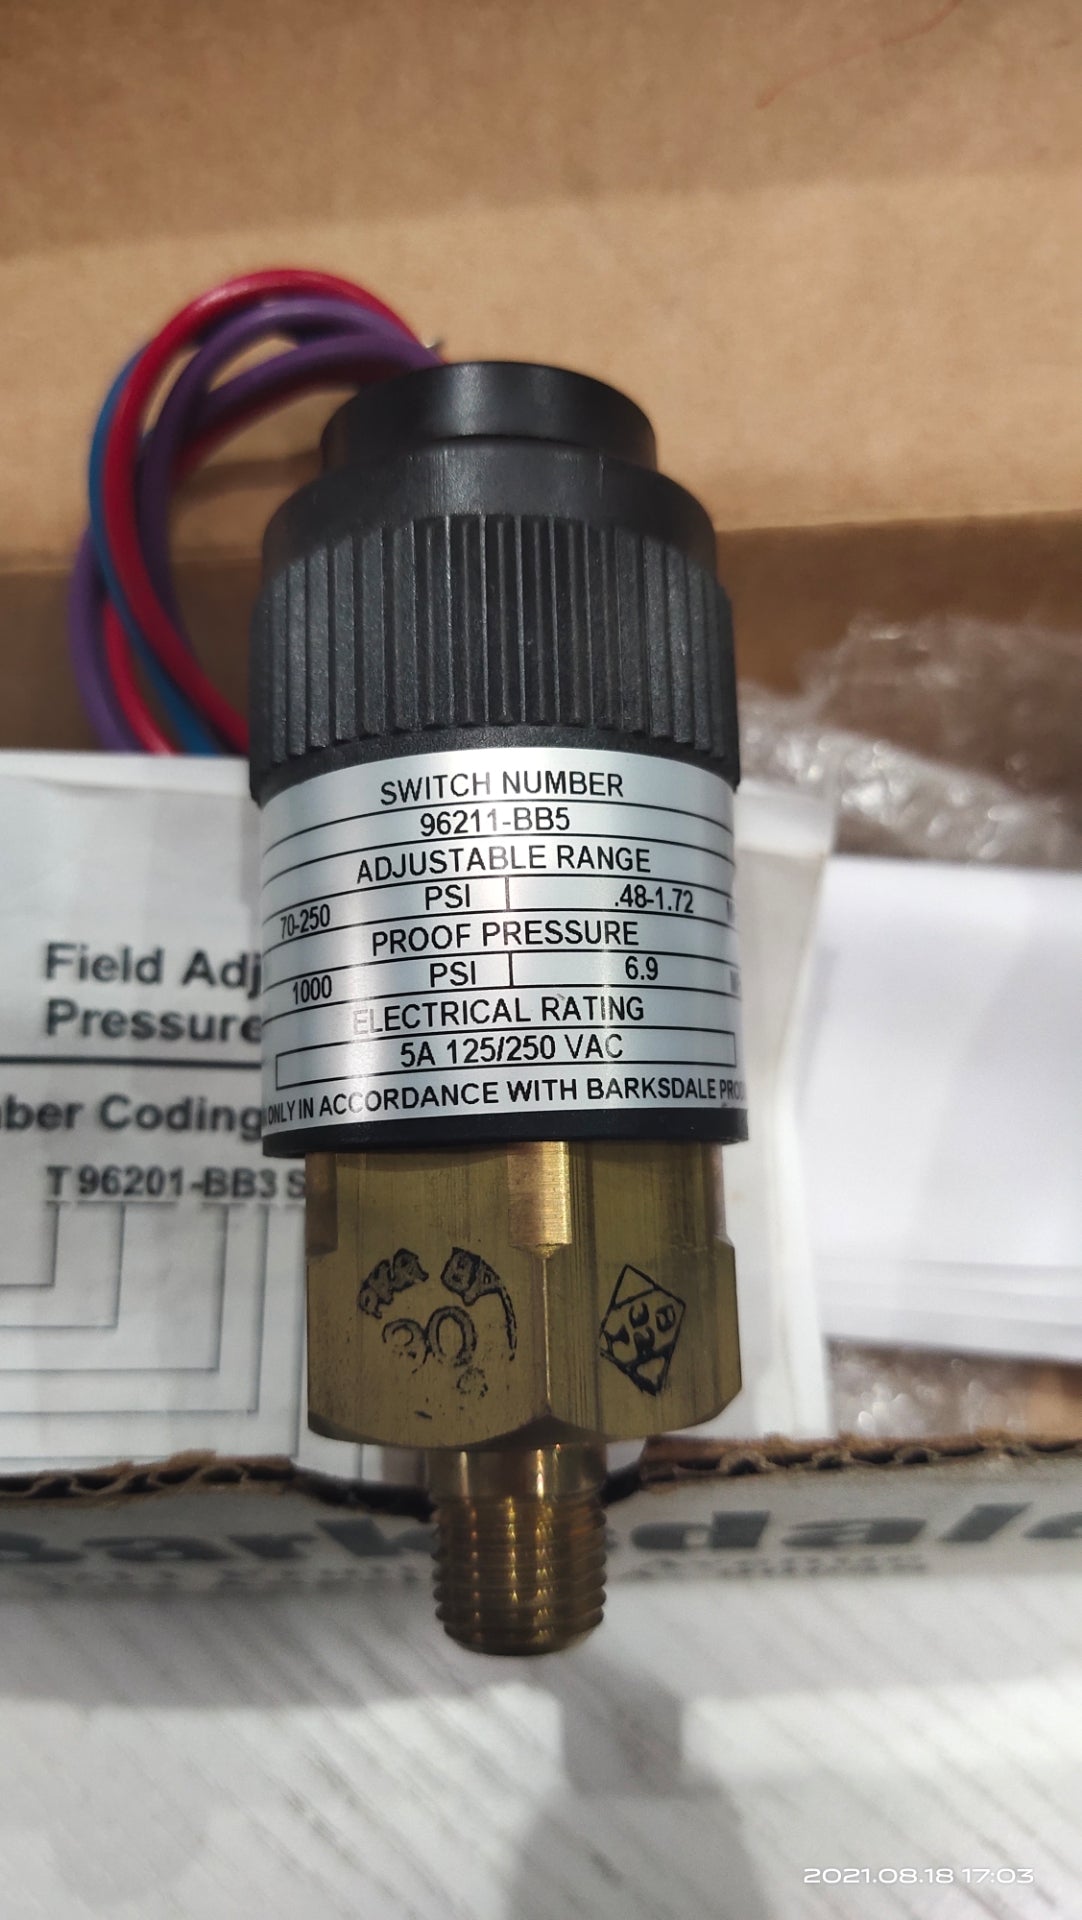 SWITCH NUMBER
96211-BB5
ADJUSTABLE RANGE
70-250 PSI .48-1.72
PROOF PRESSURE
1000 PSI 6.9
ELECTRICAL RATING
5A 125/250 VAC
ONLY IN ACCORDANCE WITH BARKSDALE PROD
Field Adj
Pressure
ber Coding
T 96201-BB3 S
2021.08.18 17:03